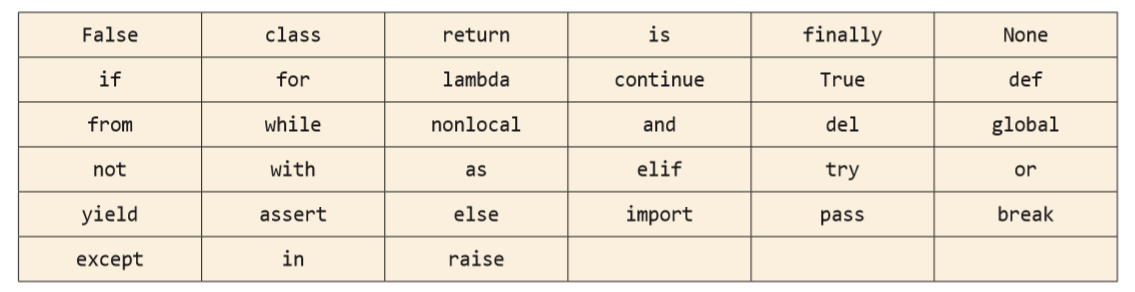 False class return is finally None
if for lambda continue True def
from while nonlocal and del global
not with as elif try or
yield assert else import pass break
except in raise